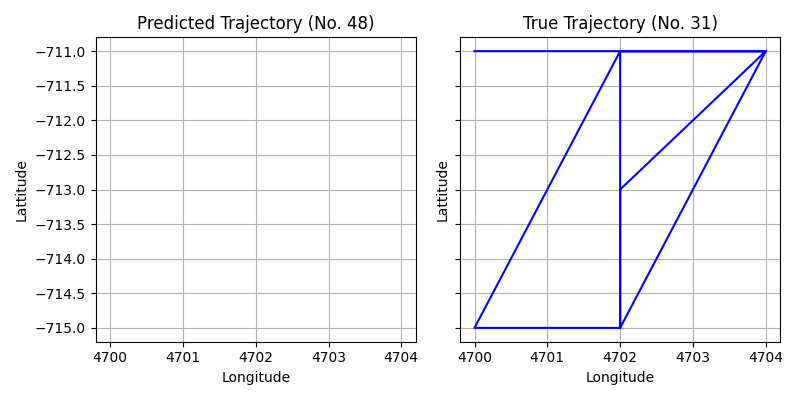 Predicted Trajectory (No. 48)
True Trajectory (No. 31)
Lattitude
−711.0
−711.5
−712.0
−712.5
−713.0
−713.5
−714.0
−714.5
−715.0
4700 4701 4702 4703 4704
Longitude
Lattitude
4700 4701 4702 4703 4704
Longitude